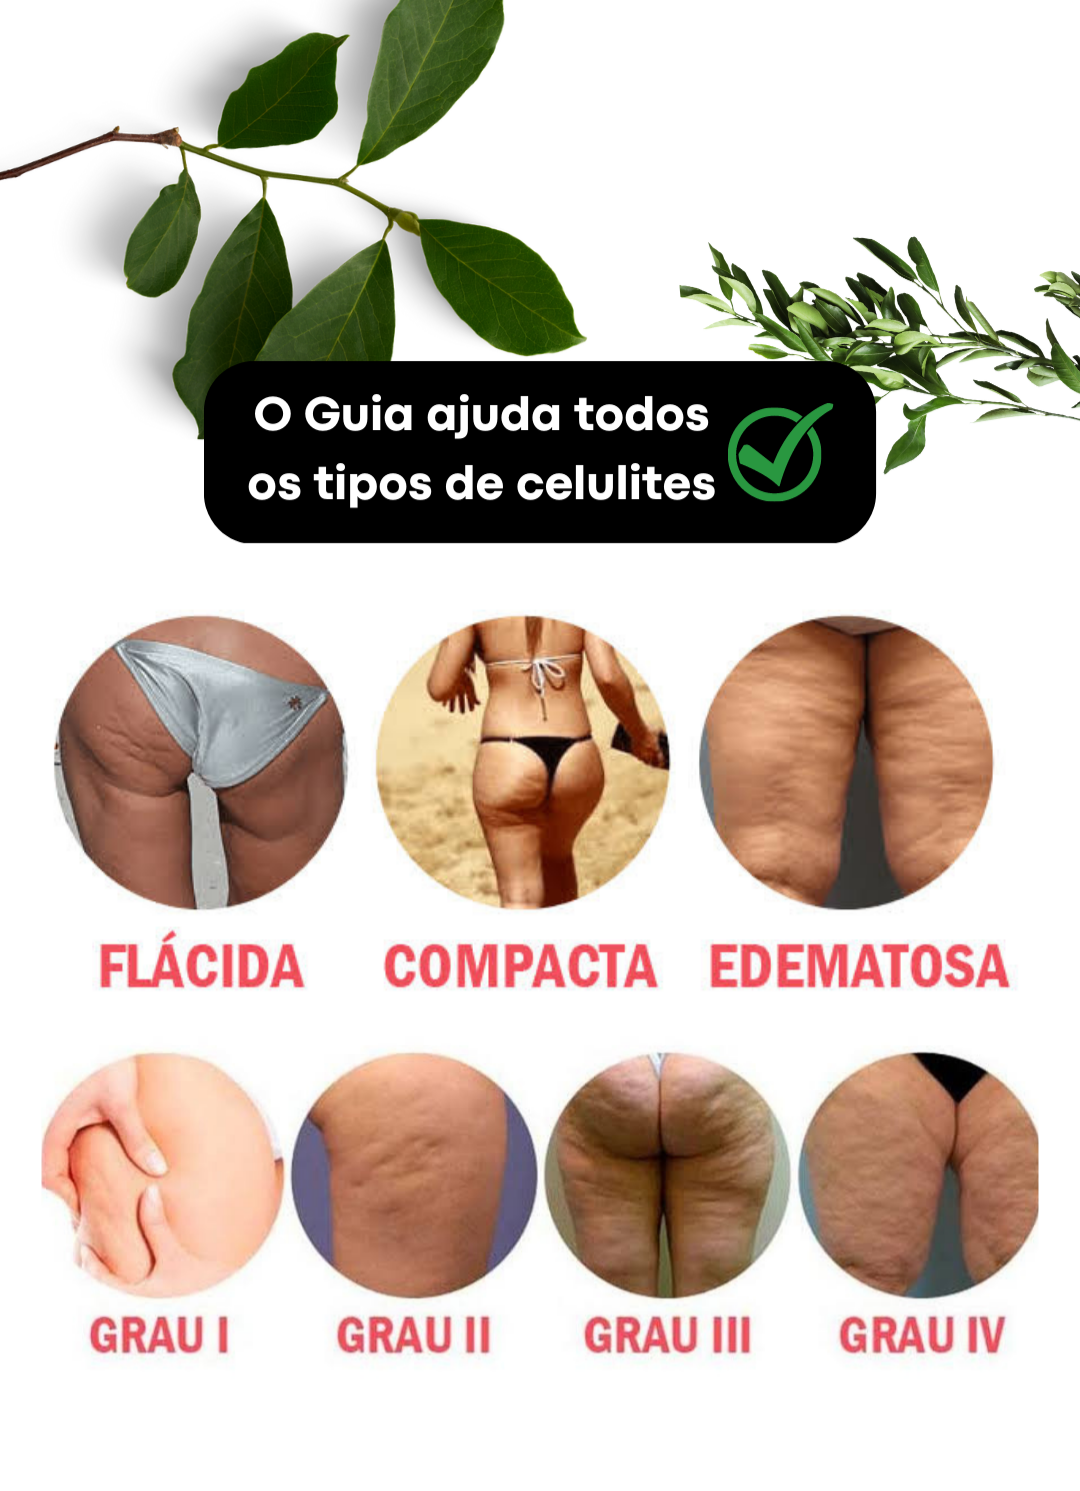 O Guia ajuda todos
os tipos de celulites
FLÁCIDA COMPACTA EDEMATOSA
GRAU I GRAU II GRAU III GRAU IV